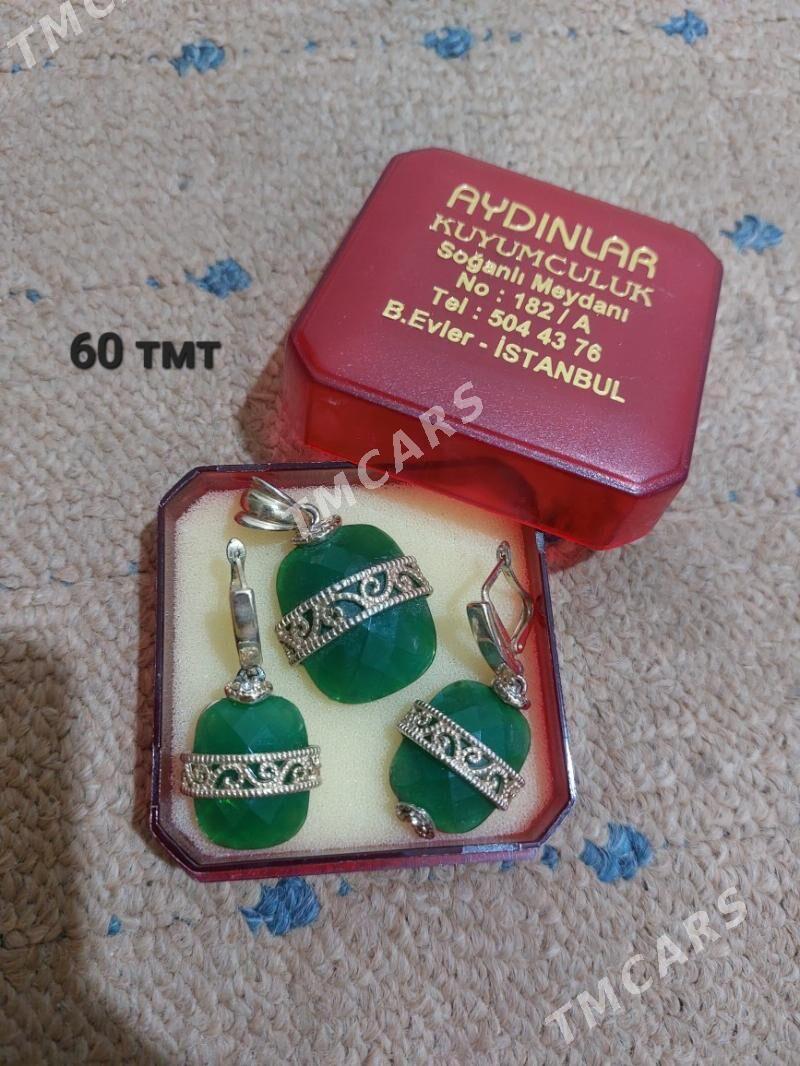 TMCARS
AYDINLAR
KUYUMCULUK
Soğanlı Meydanı
No : 182 / A
Tel : 504 43 76
B.Evler - İSTANBUL
60 тмт
TMCARS
TMCARS